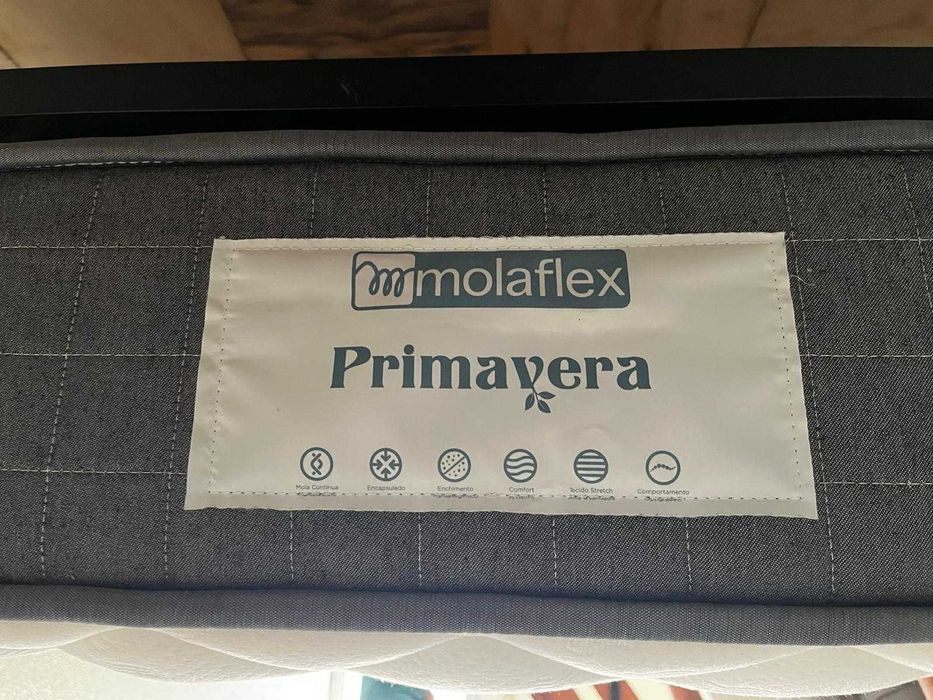 molaflex
Primavera
Mola Contínua
Encapsulado
Enchimento
Comfort
Tecido Stretch
Comportamento